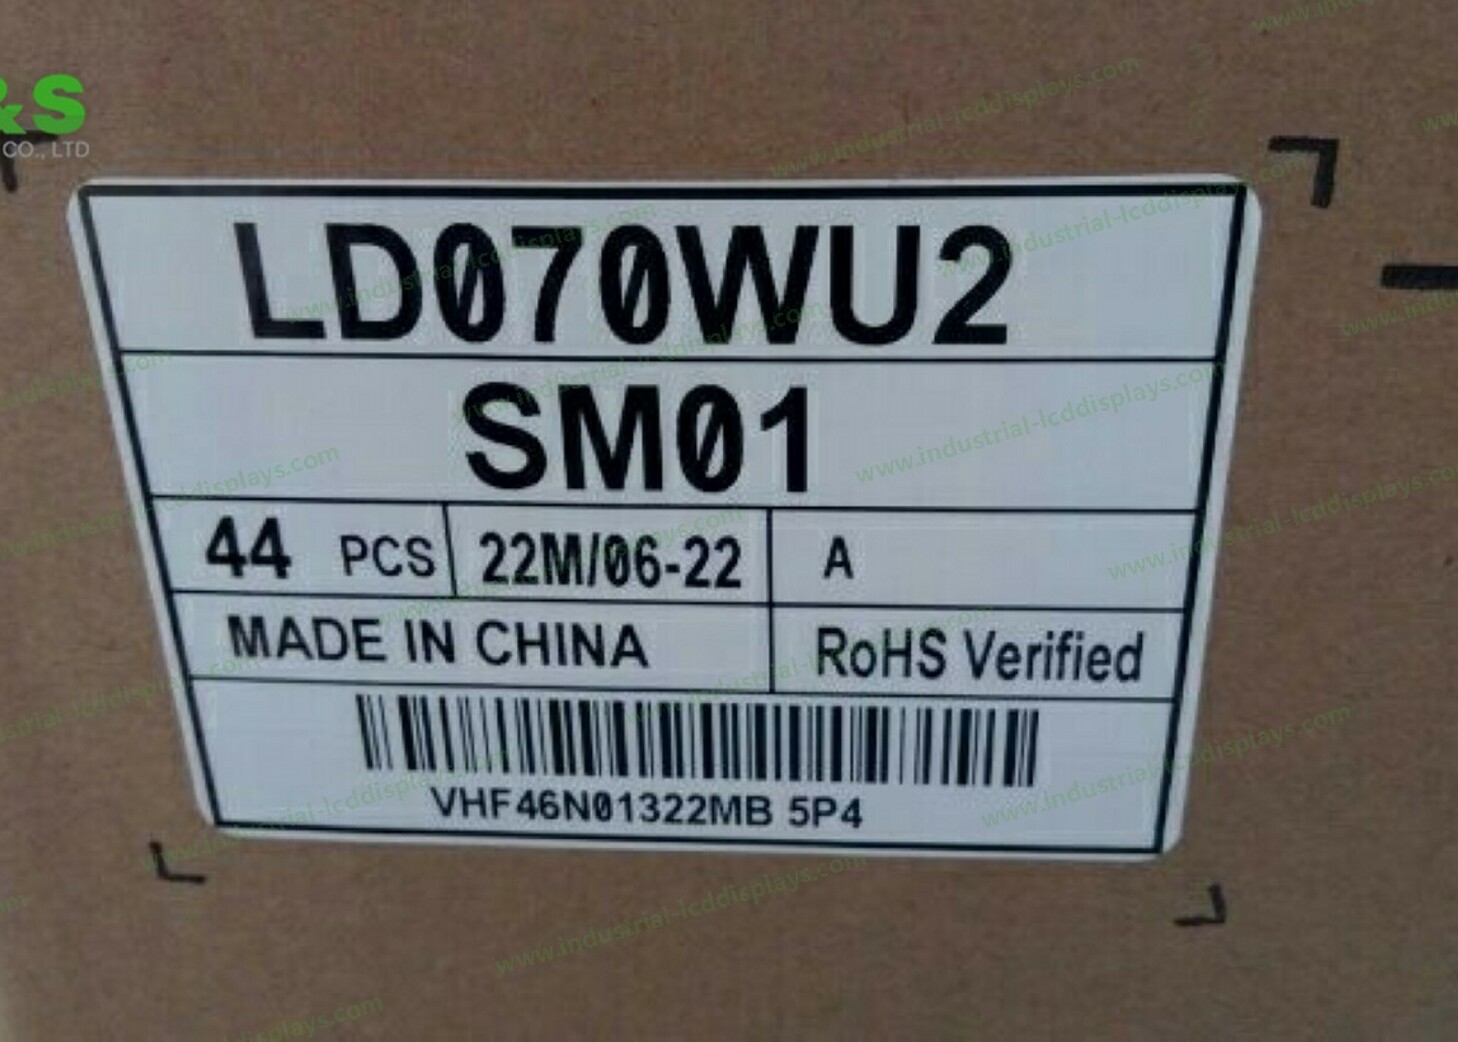 &S
CO., LTD
LD070WU2
SM01
44 PCS 22M/06-22 A
MADE IN CHINA RoHS Verified
VHF46N01322MB 5P4
www.industrial-lcddisplays.com